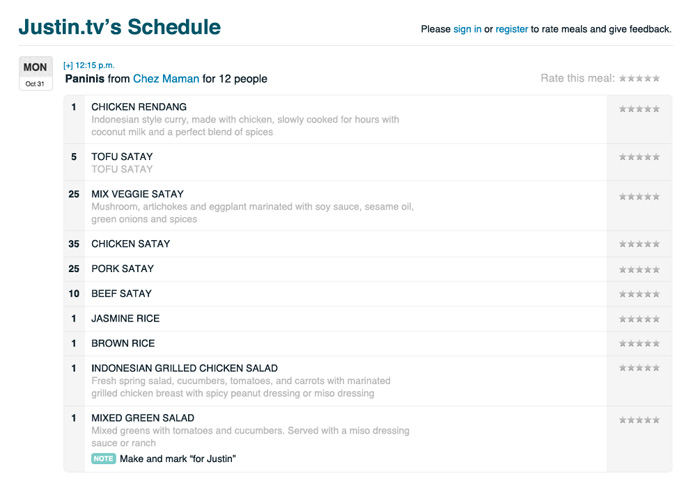 Justin.tv's Schedule
Please sign in or register to rate meals and give feedback.
MON
Oct 31
[+] 12:15 p.m.
Paninis from Chez Maman for 12 people
Rate this meal:
1 CHICKEN RENDANG
Indonesian style curry, made with chicken, slowly cooked for hours with
coconut milk and a perfect blend of spices
5 TOFU SATAY
TOFU SATAY
25 MIX VEGGIE SATAY
Mushroom, artichokes and eggplant marinated with soy sauce, sesame oil,
green onions and spices
35 CHICKEN SATAY
25 PORK SATAY
10 BEEF SATAY
1 JASMINE RICE
1 BROWN RICE
1 INDONESIAN GRILLED CHICKEN SALAD
Fresh spring salad, cucumbers, tomatoes, and carrots with marinated
grilled chicken breast with spicy peanut dressing or miso dressing
1 MIXED GREEN SALAD
Mixed greens with tomatoes and cucumbers. Served with a miso dressing
sauce or ranch
NOTE Make and mark "for Justin"